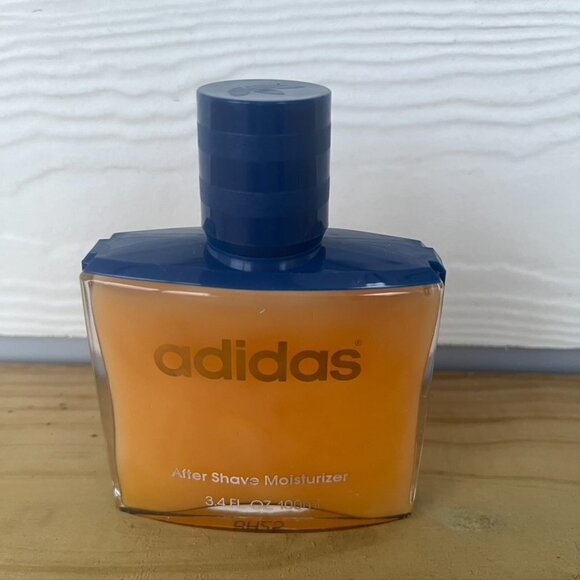 adidas®
After Shave Moisturizer
3.4 FL OZ 100ml